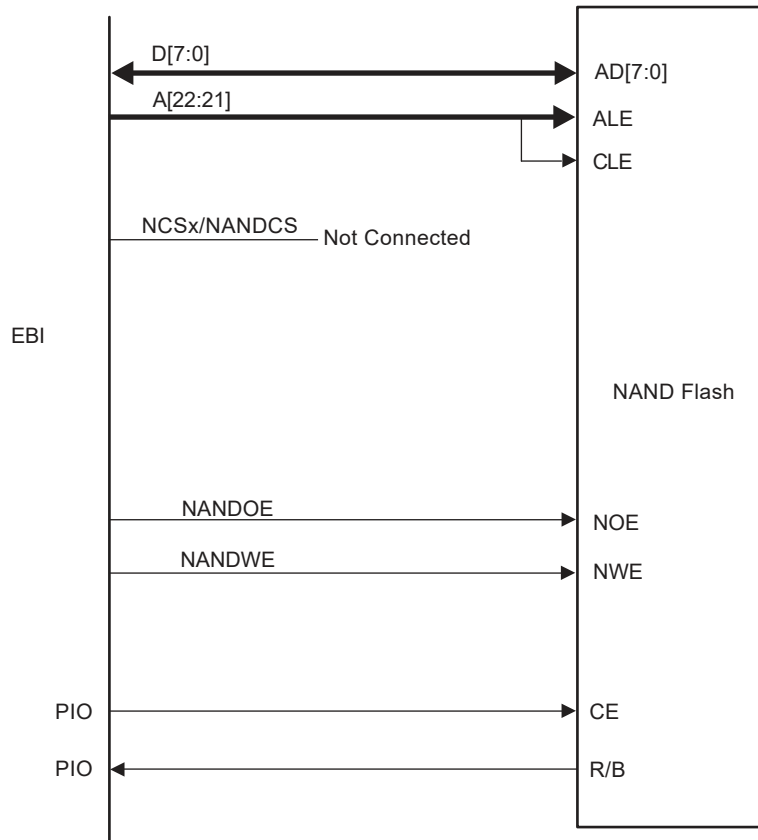 D[7:0]
AD[7:0]
A[22:21]
ALE
CLE
NCSx/NANDCS
Not Connected
EBI
NAND Flash
NANDOE
NOE
NANDWE
NWE
PIO
CE
PIO
R/B